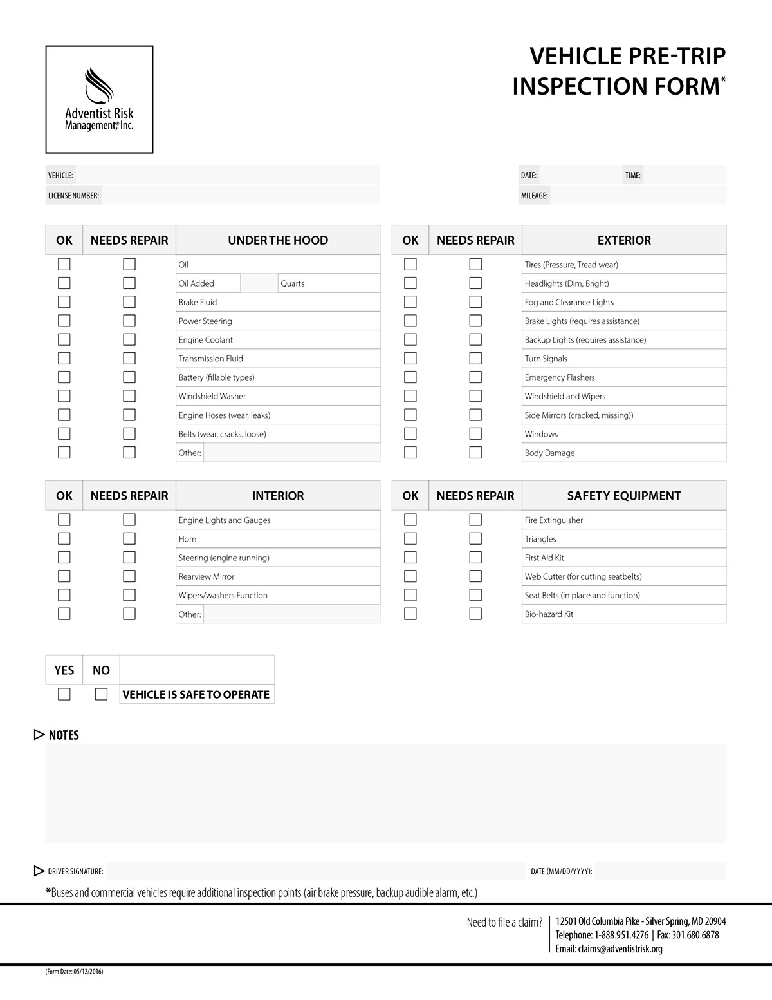 VEHICLE PRE-TRIP
INSPECTION FORM*
Adventist Risk
Management,® Inc.
VEHICLE:
LICENSE NUMBER:
DATE: TIME:
MILEAGE:
OK NEEDS REPAIR UNDER THE HOOD
Oil
Oil Added Quarts
Brake Fluid
Power Steering
Engine Coolant
Transmission Fluid
Battery (fillable types)
Windshield Washer
Engine Hoses (wear, leaks)
Belts (wear, cracks. loose)
Other:
OK NEEDS REPAIR EXTERIOR
Tires (Pressure, Tread wear)
Headlights (Dim, Bright)
Fog and Clearance Lights
Brake Lights (requires assistance)
Backup Lights (requires assistance)
Turn Signals
Emergency Flashers
Windshield and Wipers
Side Mirrors (cracked, missing))
Windows
Body Damage
OK NEEDS REPAIR INTERIOR
Engine Lights and Gauges
Horn
Steering (engine running)
Rearview Mirror
Wipers/washers Function
Other:
OK NEEDS REPAIR SAFETY EQUIPMENT
Fire Extinguisher
Triangles
First Aid Kit
Web Cutter (for cutting seatbelts)
Seat Belts (in place and function)
Bio-hazard Kit
YES NO
VEHICLE IS SAFE TO OPERATE
NOTES
DRIVER SIGNATURE: DATE (MM/DD/YYYY):
*Buses and commercial vehicles require additional inspection points (air brake pressure, backup audible alarm, etc.)
Need to file a claim?
12501 Old Columbia Pike - Silver Spring, MD 20904
Telephone: 1-888.951.4276 | Fax: 301.680.6878
Email: claims@adventistrisk.org
(Form Date: 05/12/2016)